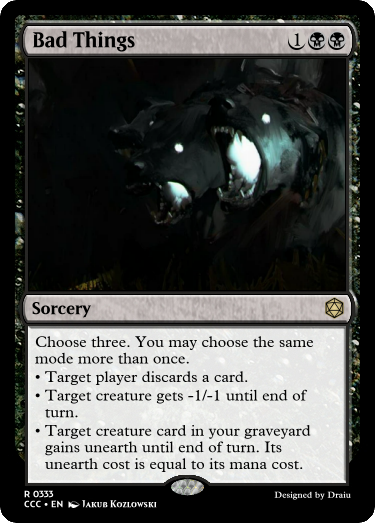 Bad Things 1
Sorcery
Choose three. You may choose the same
mode more than once.
• Target player discards a card.
• Target creature gets -1/-1 until end of
turn.
• Target creature card in your graveyard
gains unearth until end of turn. Its
unearth cost is equal to its mana cost.
R 0333
CCC • EN Jakub Kozlowski
Designed by Draiu